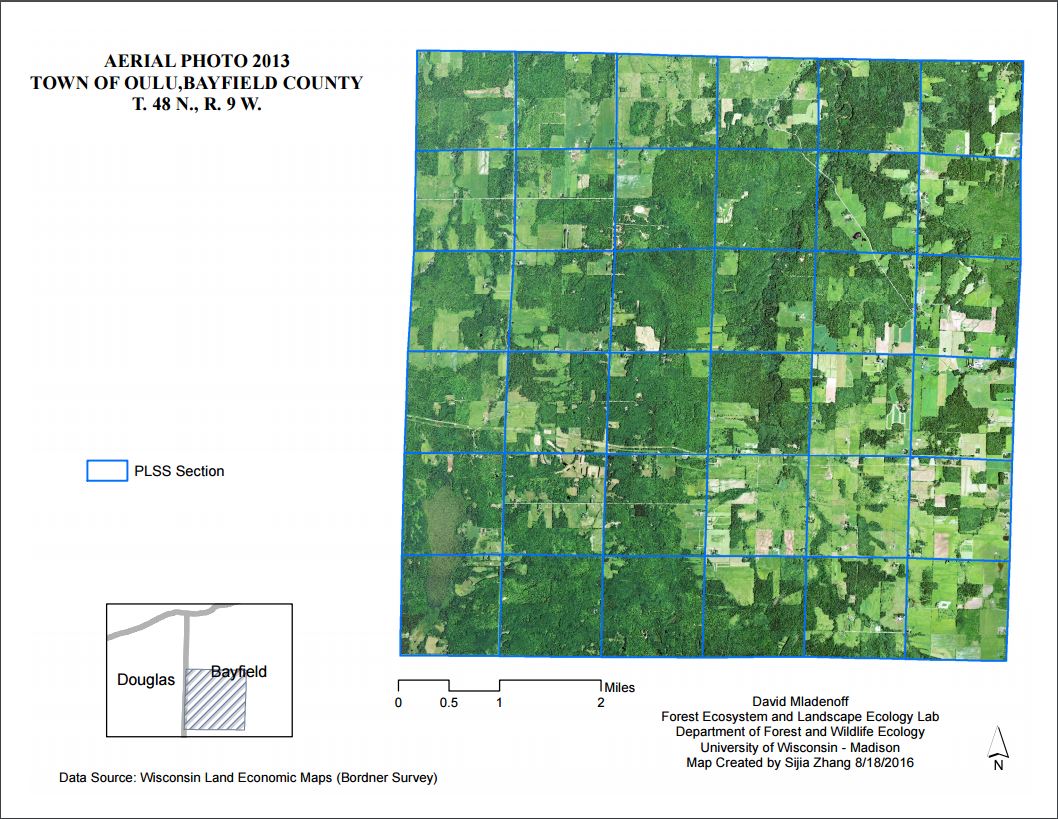 AERIAL PHOTO 2013
TOWN OF OULU,BAYFIELD COUNTY
T. 48 N., R. 9 W.
PLSS Section
Douglas
Bayfield
Miles
0 0.5 1 2
David Mladenoff
Forest Ecosystem and Landscape Ecology Lab
Department of Forest and Wildlife Ecology
University of Wisconsin - Madison
Map Created by Sijia Zhang 8/18/2016
N
Data Source: Wisconsin Land Economic Maps (Bordner Survey)